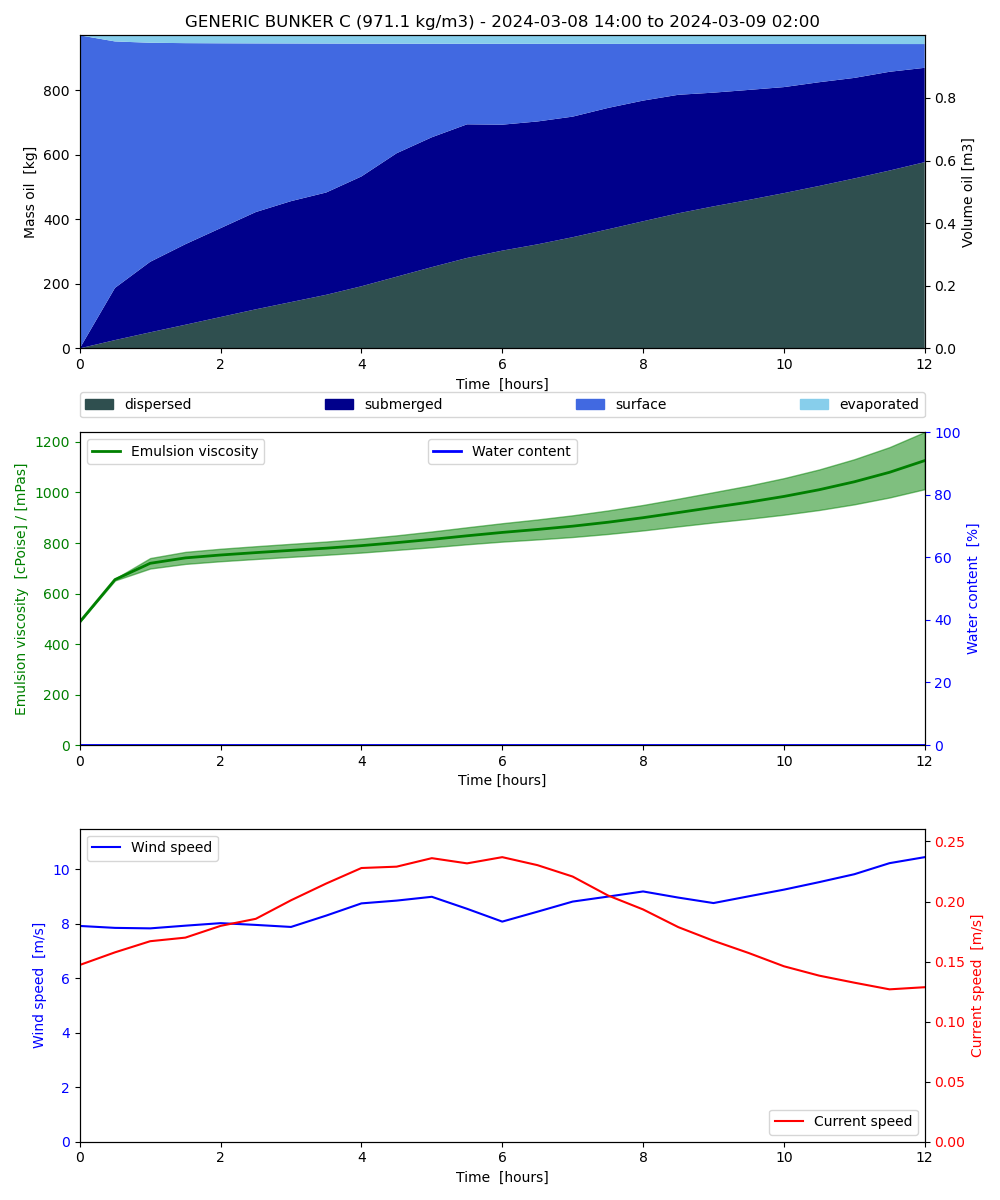 GENERIC BUNKER C (971.1 kg/m3) - 2024-03-08 14:00 to 2024-03-09 02:00
Mass oil [kg]
800
600
400
200
0
0.8
0.6
0.4
0.2
0.0
Volume oil [m3]
0 2 4 6 8 10 12
Time [hours]
dispersed submerged surface evaporated
Emulsion viscosity [cPoise] / [mPas]
1200
1000
800
600
400
200
0
Emulsion viscosity
Water content
100
80
60
40
20
0
Water content [%]
0 2 4 6 8 10 12
Time [hours]
Wind speed [m/s]
10
8
6
4
2
0
Wind speed
Current speed
0.25
0.20
0.15
0.10
0.05
0.00
Current speed [m/s]
0 2 4 6 8 10 12
Time [hours]